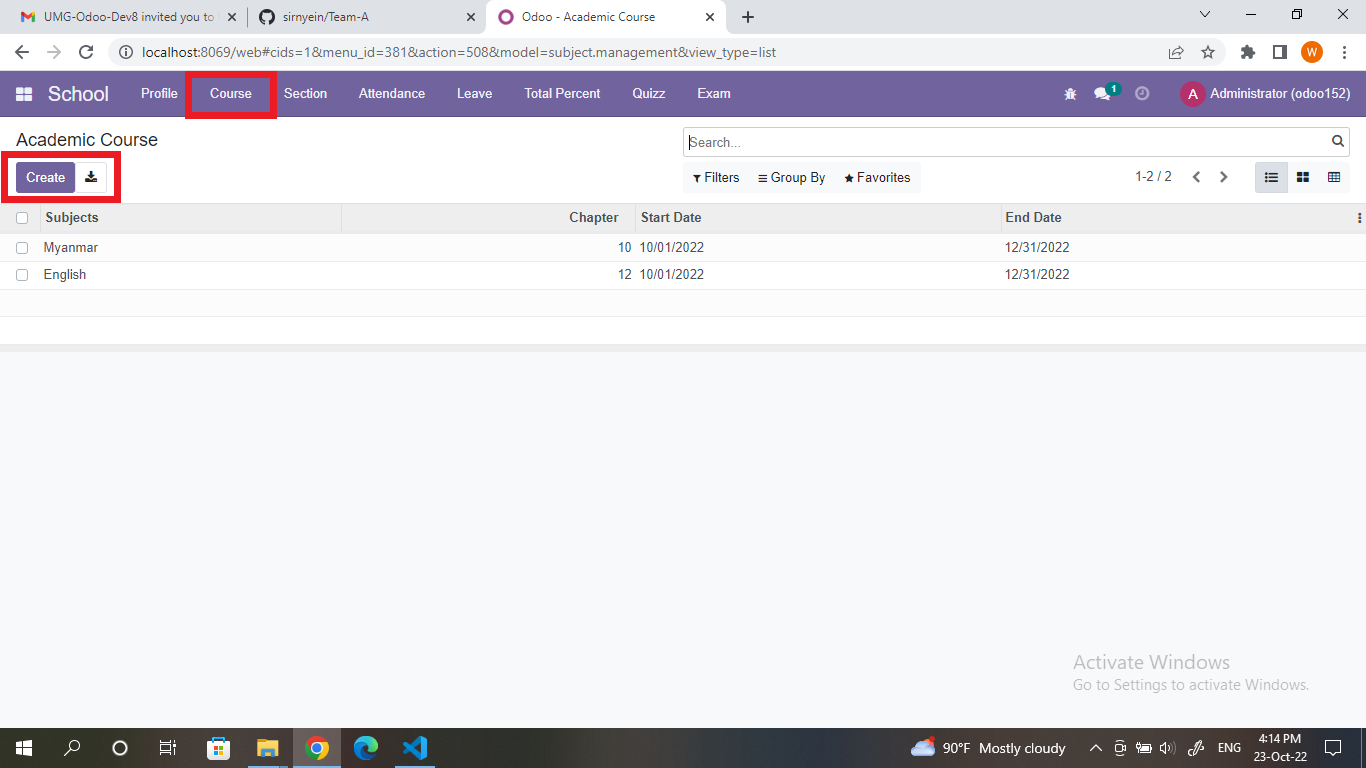 UMG-Odoo-Dev8 invited you to
sirnyein/Team-A
Odoo - Academic Course
localhost:8069/web#cids=1&menu_id=381&action=508&model=subject.management&view_type=list
W
School Profile Course Section Attendance Leave Total Percent Quizz Exam 1 A Administrator (odoo152)
Academic Course
Search...
Create
Filters Group By Favorites 1-2 / 2
Subjects Chapter Start Date End Date
Myanmar 10 10/01/2022 12/31/2022
English 12 10/01/2022 12/31/2022
Activate Windows
Go to Settings to activate Windows.
90°F Mostly cloudy ENG 4:14 PM
23-Oct-22